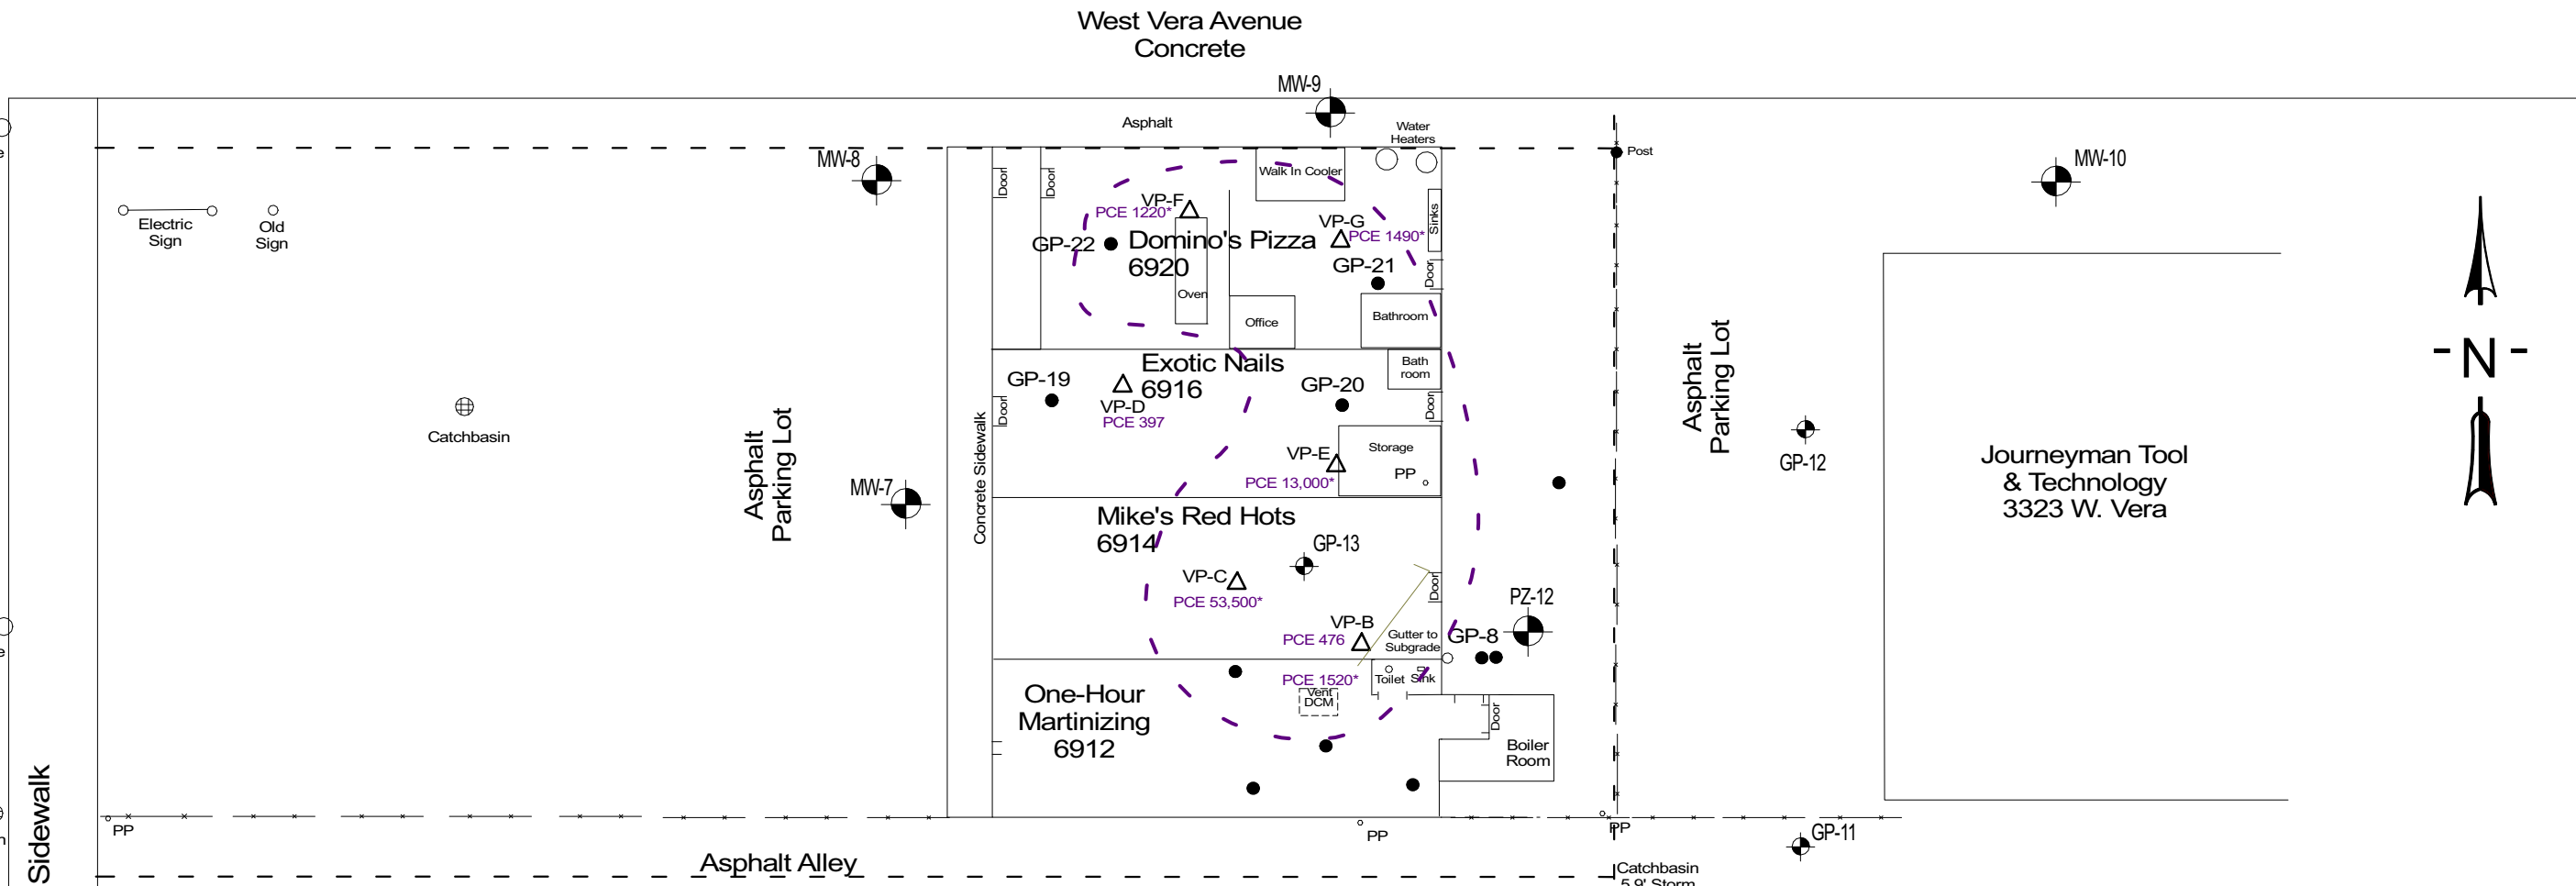 West Vera Avenue
Concrete
MW-9
Asphalt
Water
Heaters
MW-8
Post
MW-10
Door
Door
Walk In Cooler
Electric
Sign
Old
Sign
VP-F
PCE 1220*
VP-G
PCE 1490*
Sinks
GP-22
Domino's Pizza
6920
GP-21
Door
Oven
Office
Bathroom
Asphalt
Parking Lot
N
Exotic Nails
6916
Bath
room
GP-19
GP-20
VP-D
PCE 397
Door
Door
Catchbasin
Asphalt
Parking Lot
Concrete Sidewalk
Storage
PP
VP-E
PCE 13,000*
GP-12
Journeyman Tool
& Technology
3323 W. Vera
MW-7
Mike's Red Hots
6914
GP-13
VP-C
PCE 53,500*
Door
PZ-12
VP-B
PCE 476
Gutter to
Subgrade
GP-8
PCE 1520*
Toilet
Sink
Vent
DCM
One-Hour
Martinizing
6912
Door
Boiler
Room
Sidewalk
PP
PP
PP
GP-11
Asphalt Alley
Catchbasin
5.9' Storm